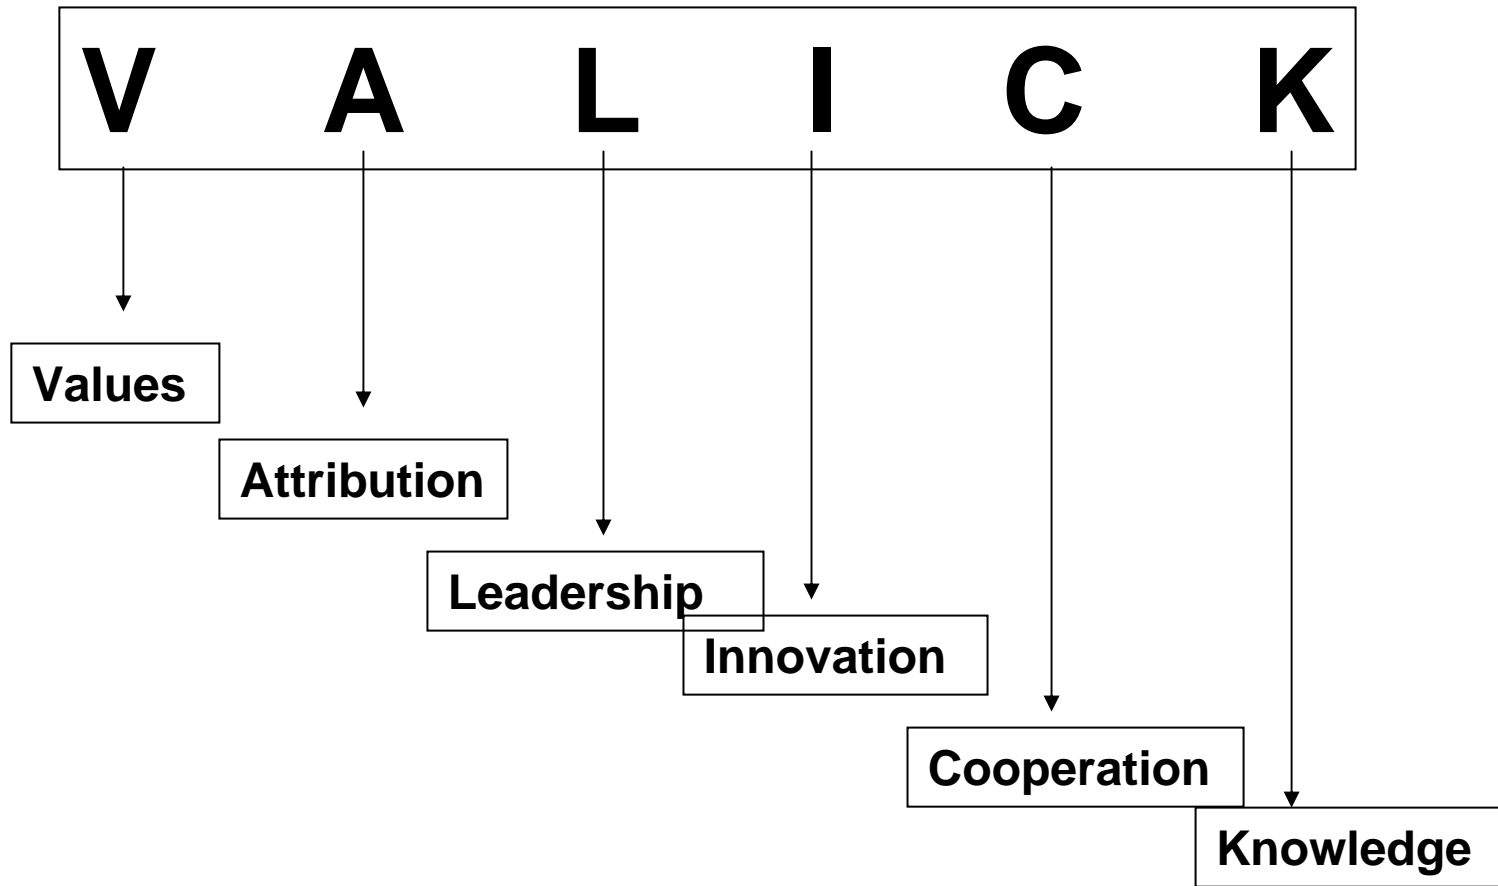 V A L I C K
Values
Attribution
Leadership
Innovation
Cooperation
Knowledge